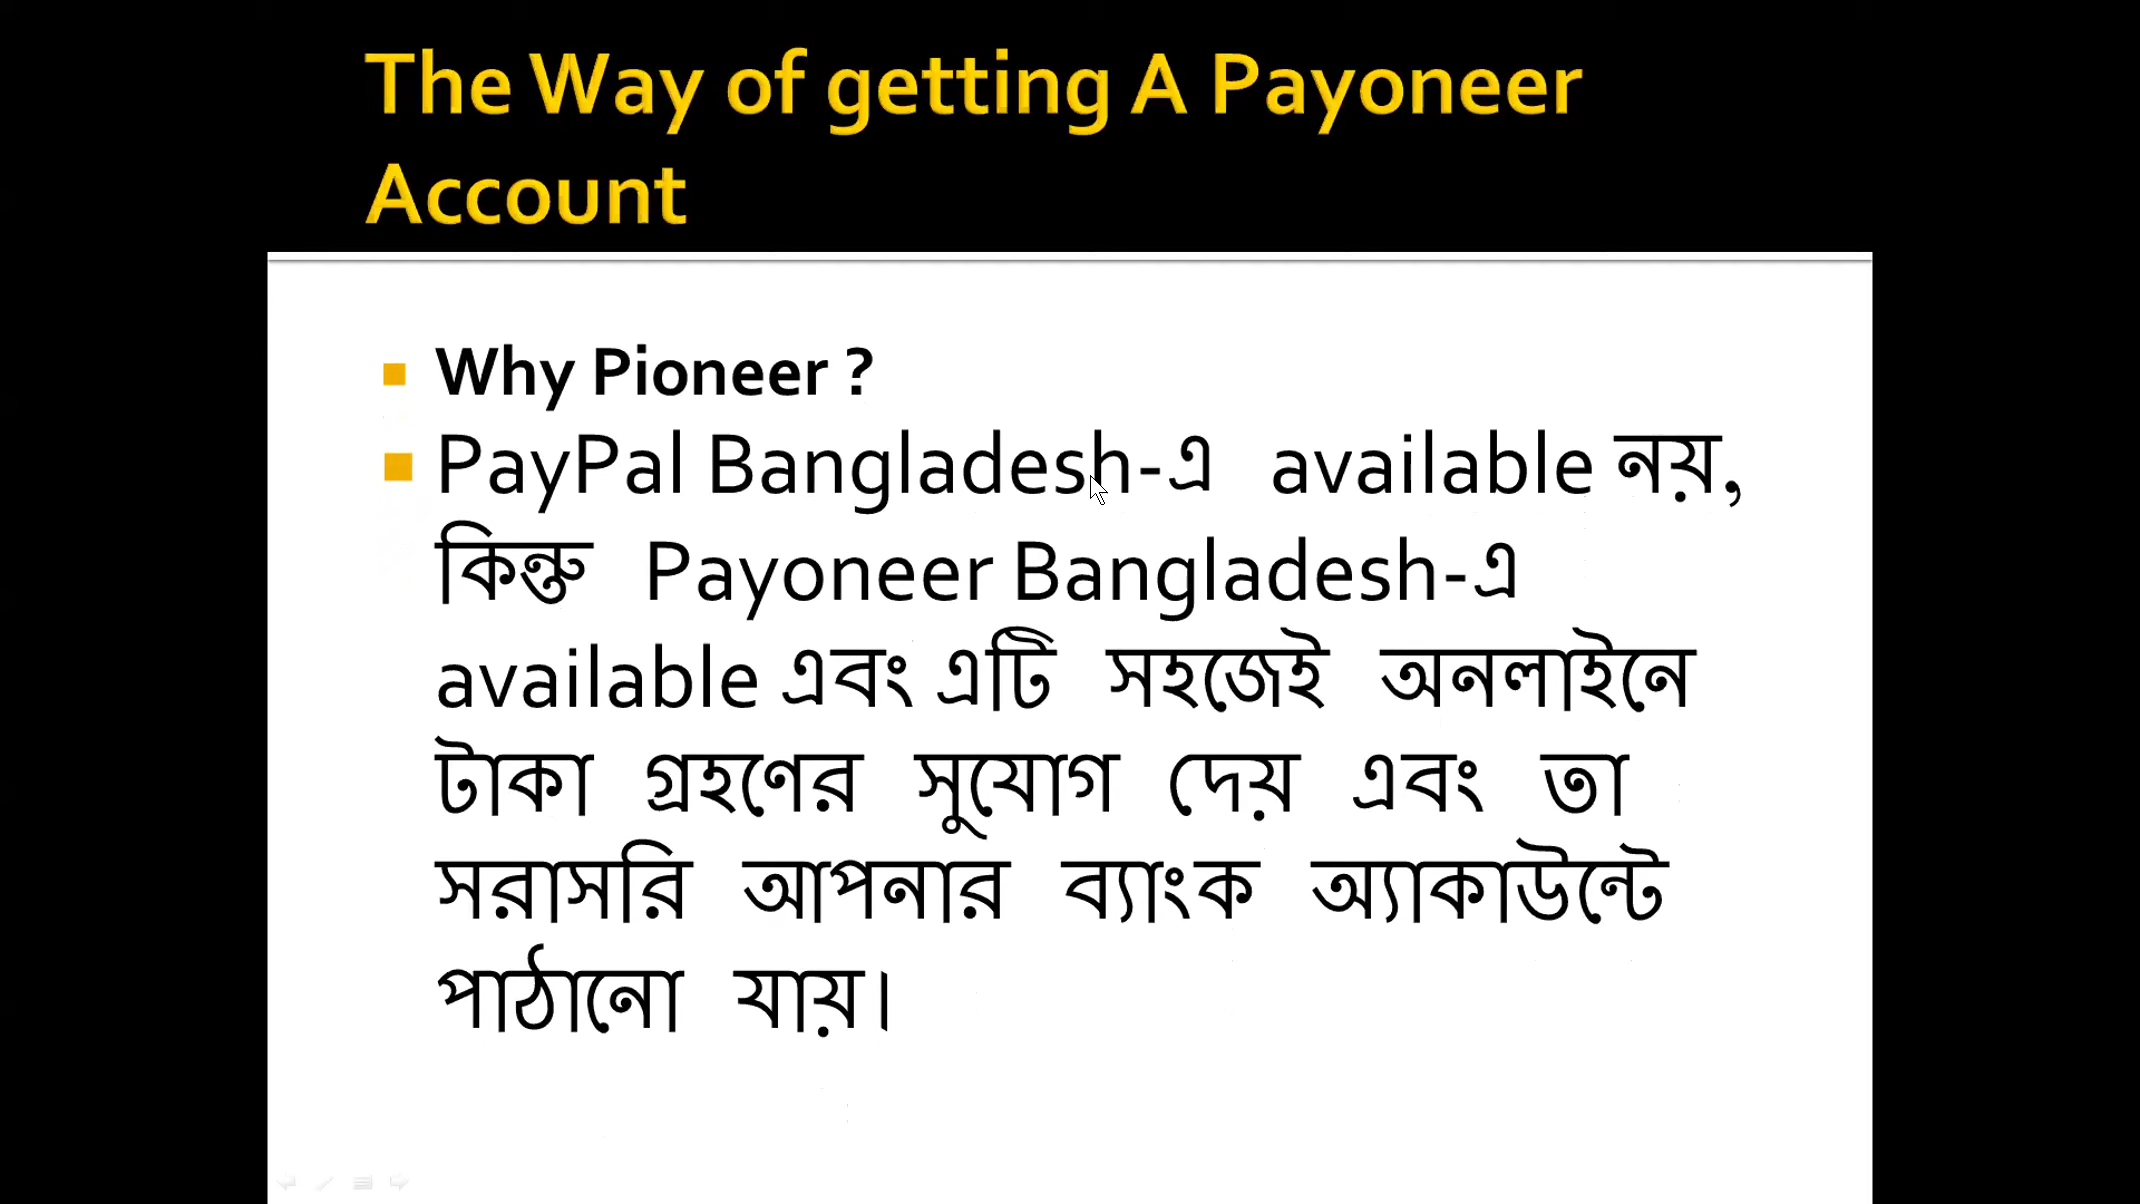 The Way of getting A Payoneer
Account
Why Pioneer ?
PayPal Bangladesh-এ available নয়,
কিন্তু Payoneer Bangladesh-এ
available এবং এটি সহজেই অনলাইনে
টাকা গ্রহণের সুযোগ দেয় এবং তা
সরাসরি আপনার ব্যাংক অ্যাকাউন্টে
পাঠানো যায়।